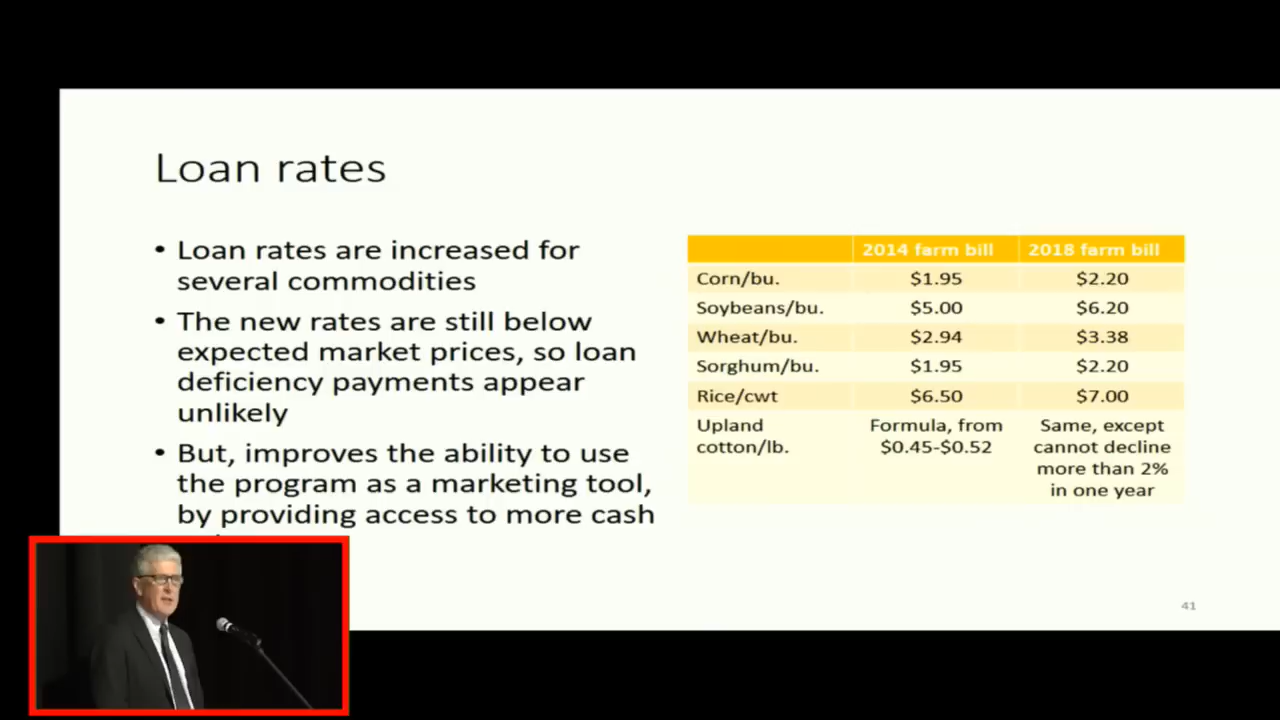 Loan rates
• Loan rates are increased for
several commodities
• The new rates are still below
expected market prices, so loan
deficiency payments appear
unlikely
• But, improves the ability to use
the program as a marketing tool,
by providing access to more cash
2014 farm bill 2018 farm bill
Corn/bu. $1.95 $2.20
Soybeans/bu. $5.00 $6.20
Wheat/bu. $2.94 $3.38
Sorghum/bu. $1.95 $2.20
Rice/cwt $6.50 $7.00
Upland Formula, from Same, except
cotton/lb. $0.45-$0.52 cannot decline
more than 2%
in one year
41